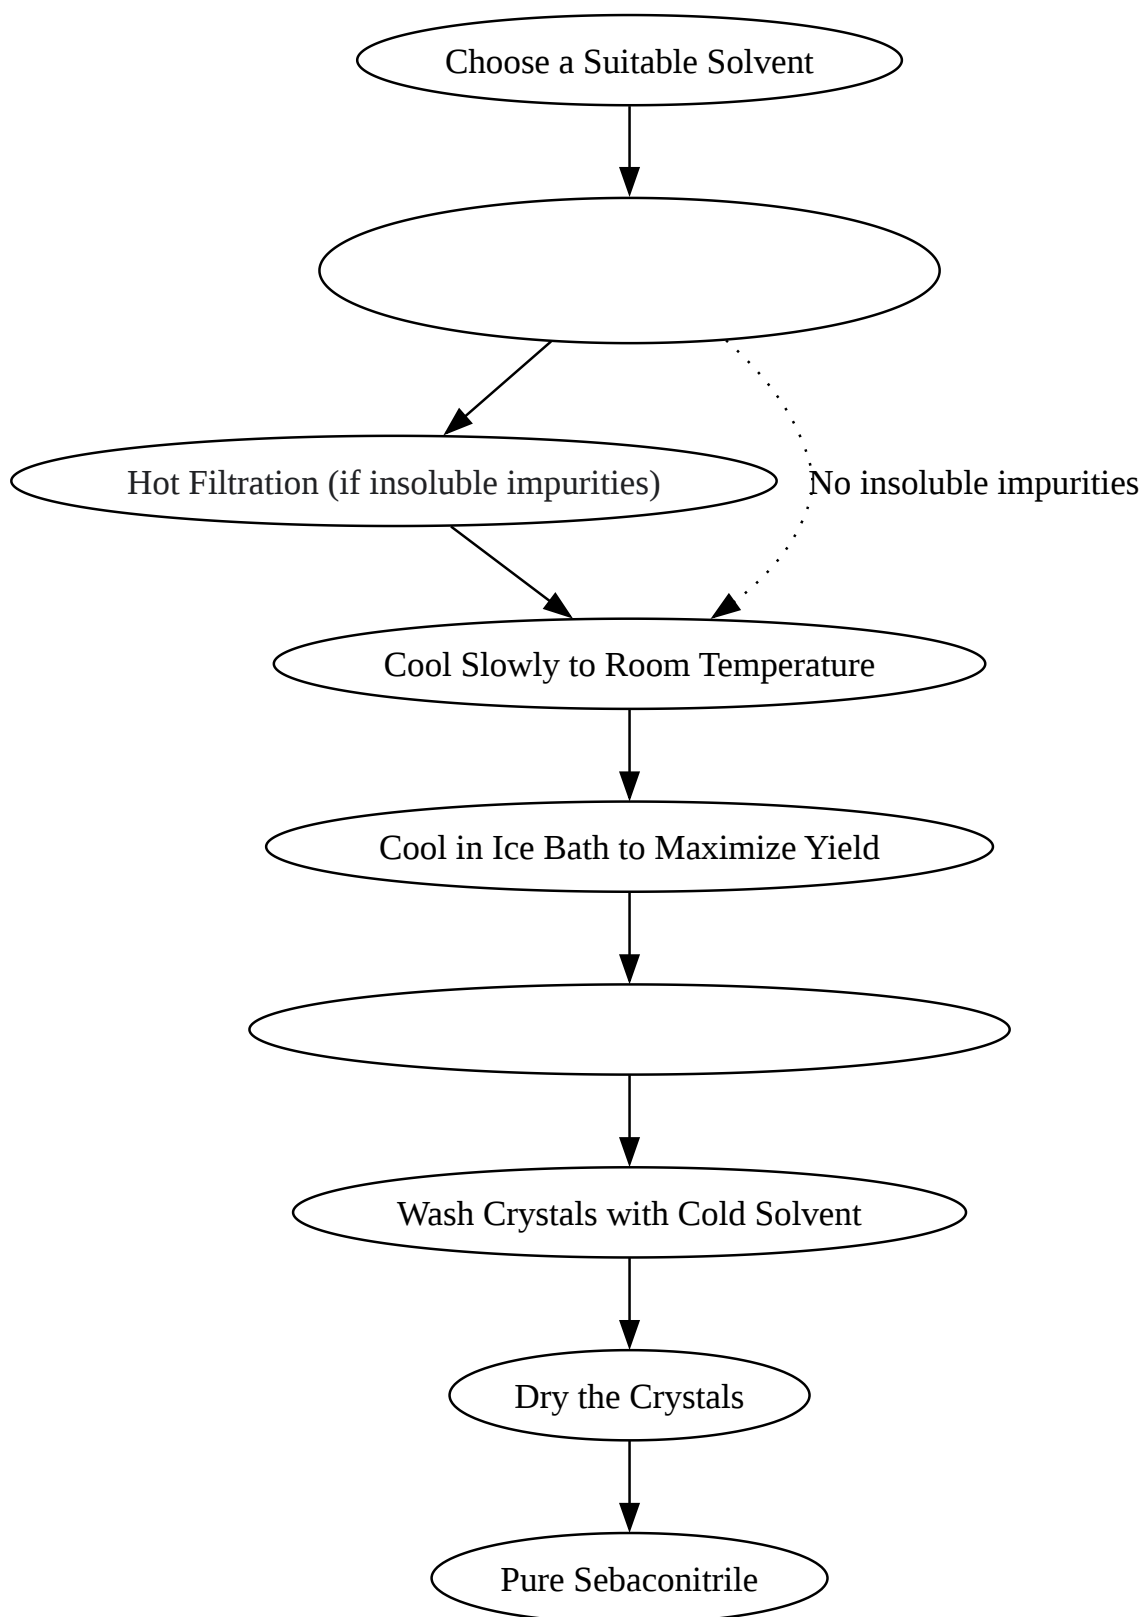 Choose a Suitable Solvent
Hot Filtration (if insoluble impurities)
No insoluble impurities
Cool Slowly to Room Temperature
Cool in Ice Bath to Maximize Yield
Wash Crystals with Cold Solvent
Dry the Crystals
Pure Sebaconitrile